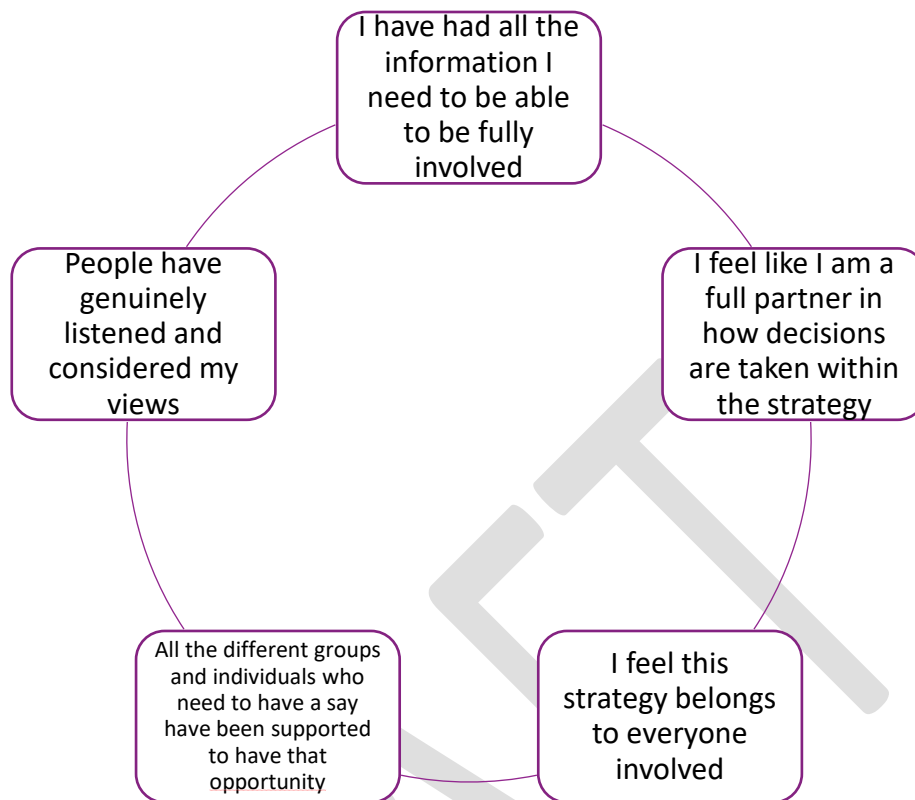 I have had all the
information I
need to be able
to be fully
involved
I feel like I am a
full partner in
how decisions
are taken within
the strategy
I feel this
strategy belongs
to everyone
involved
All the different groups
and individuals who
need to have a say
have been supported
to have that
opportunity
People have
genuinely
listened and
considered my
views